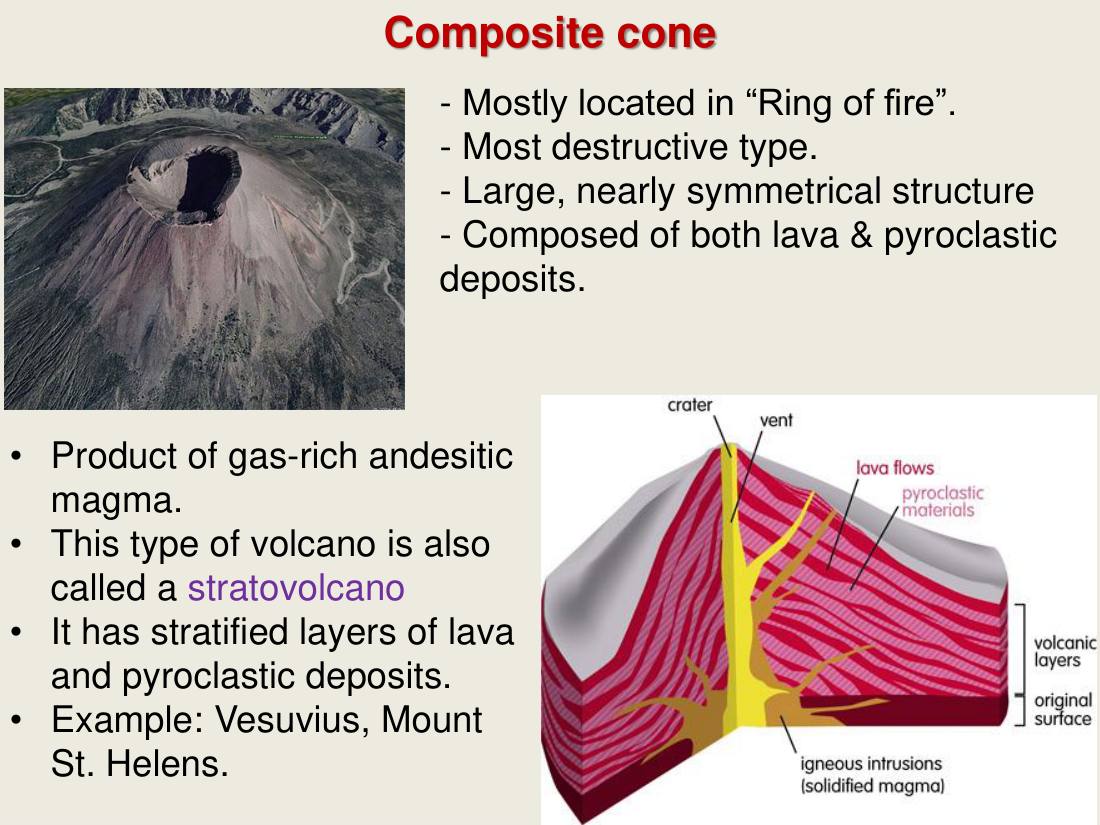 Composite cone
- Mostly located in “Ring of fire”.
- Most destructive type.
- Large, nearly symmetrical structure
- Composed of both lava & pyroclastic
deposits.
• Product of gas-rich andesitic
magma.
• This type of volcano is also
called a stratovolcano
• It has stratified layers of lava
and pyroclastic deposits.
• Example: Vesuvius, Mount
St. Helens.
crater
vent
lava flows
pyroclastic
materials
volcanic
layers
original
surface
igneous intrusions
(solidified magma)